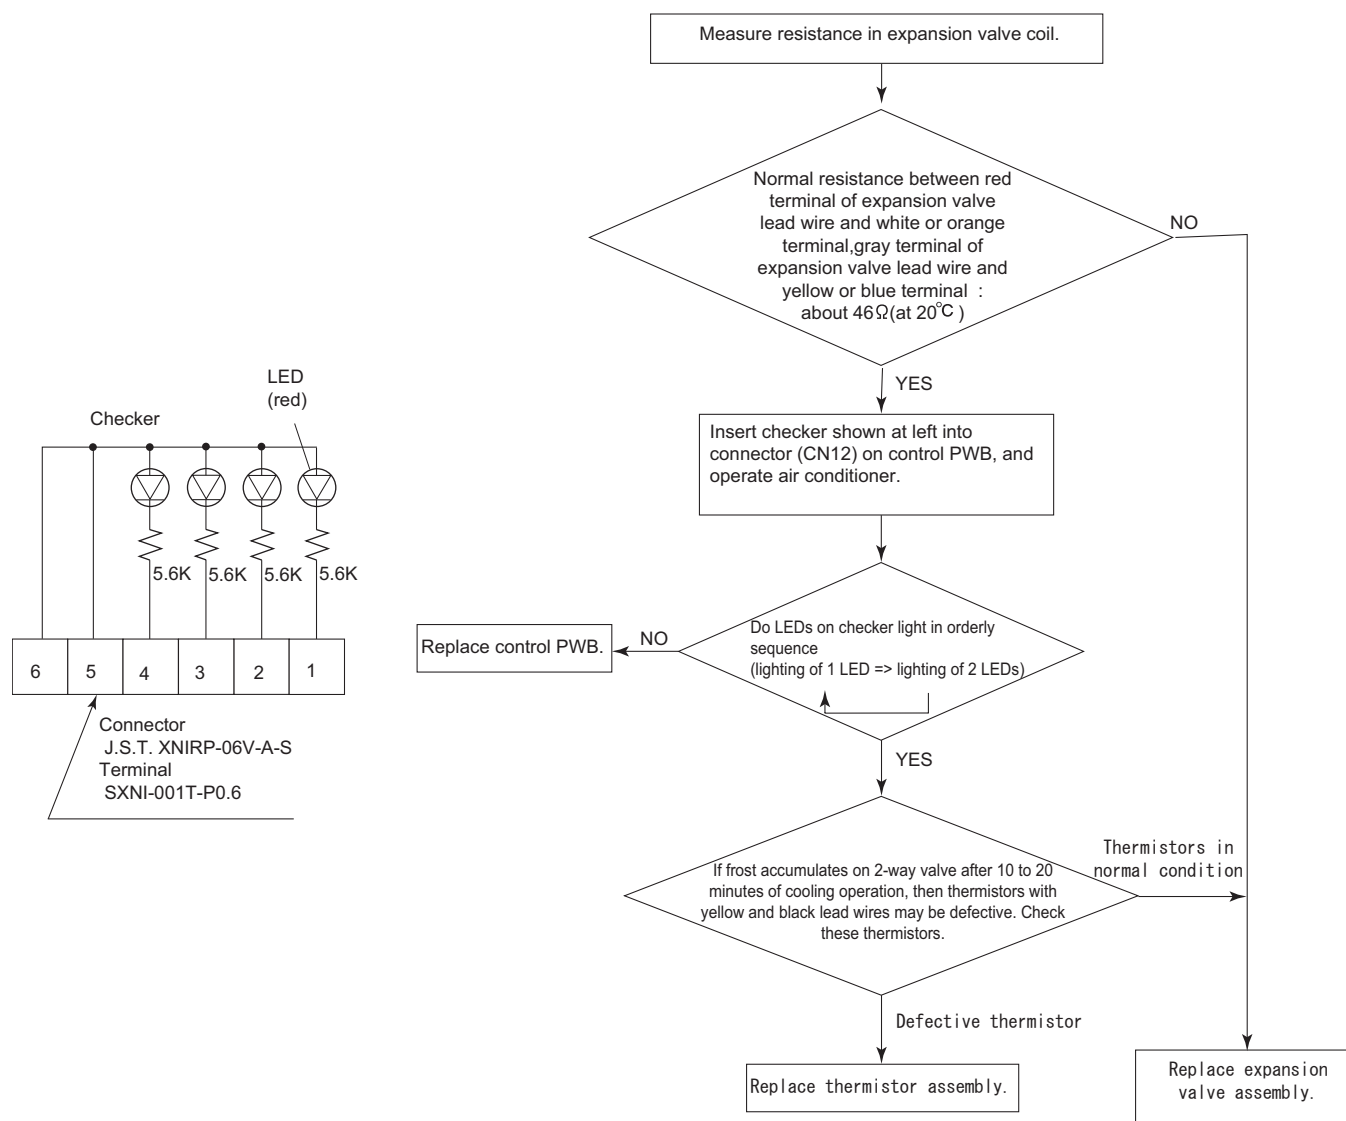 Measure resistance in expansion valve coil.
Normal resistance between red
terminal of expansion valve
lead wire and white or orange
terminal,gray terminal of
expansion valve lead wire and
yellow or blue terminal :
about 46Ω(at 20℃ )
NO
YES
Insert checker shown at left into
connector (CN12) on control PWB, and
operate air conditioner.
LED
(red)
Checker
5.6K 5.6K 5.6K 5.6K
6 5 4 3 2 1
Connector
J.S.T. XNIRP-06V-A-S
Terminal
SXNI-001T-P0.6
Do LEDs on checker light in orderly
sequence
(lighting of 1 LED => lighting of 2 LEDs)
NO
Replace control PWB.
YES
If frost accumulates on 2-way valve after 10 to 20
minutes of cooling operation, then thermistors with
yellow and black lead wires may be defective. Check
these thermistors.
Thermistors in
normal condition
Defective thermistor
Replace thermistor assembly.
Replace expansion
valve assembly.